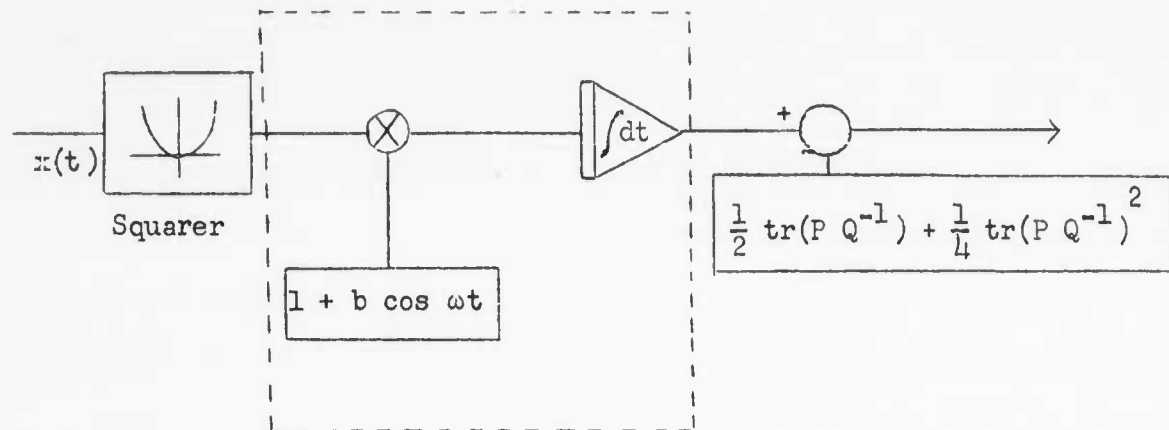 x(t)
Squarer
1 + b cos ωt
∫dt
+
-
1/2 tr(P Q⁻¹) + 1/4 tr(P Q⁻¹)²